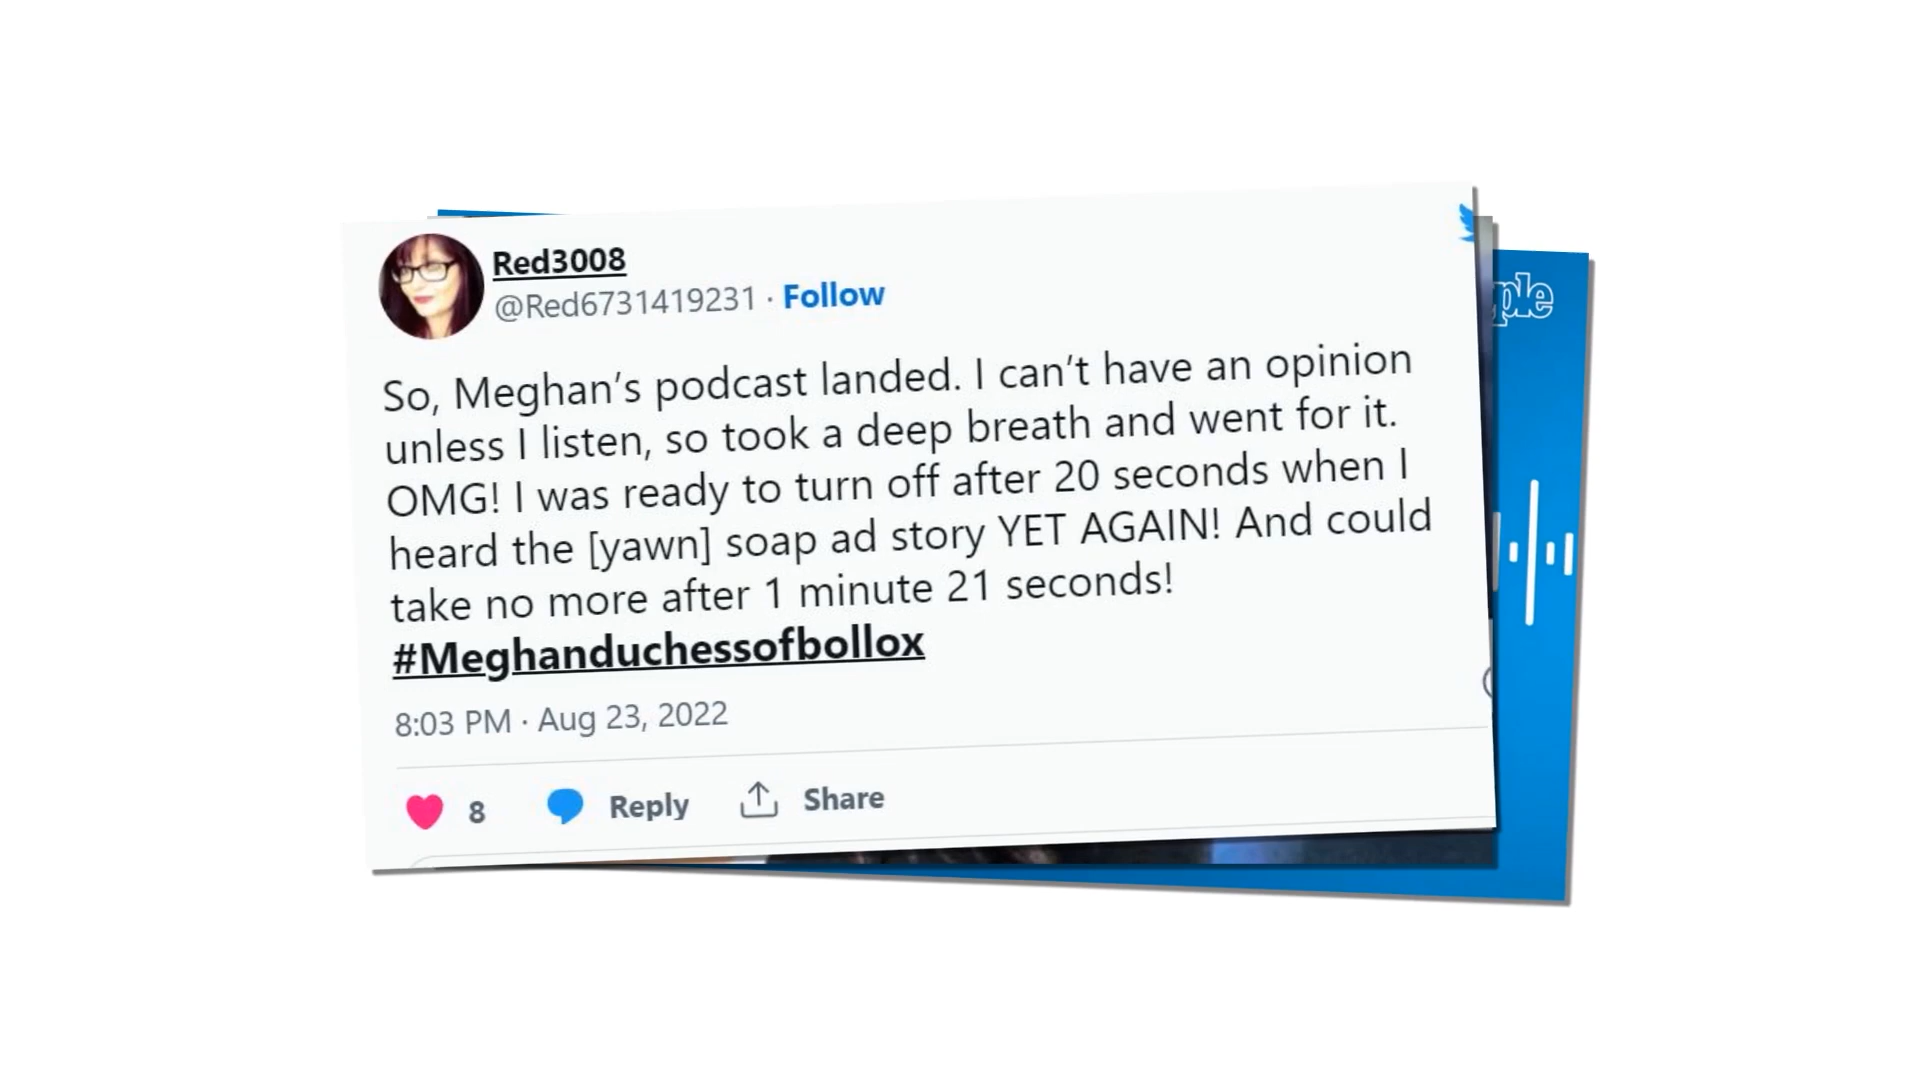 Red3008
@Red6731419231 · Follow
So, Meghan’s podcast landed. I can’t have an opinion
unless I listen, so took a deep breath and went for it.
OMG! I was ready to turn off after 20 seconds when I
heard the [yawn] soap ad story YET AGAIN! And could
take no more after 1 minute 21 seconds!
#Meghanduchessofbollox
8:03 PM · Aug 23, 2022
8 Reply Share